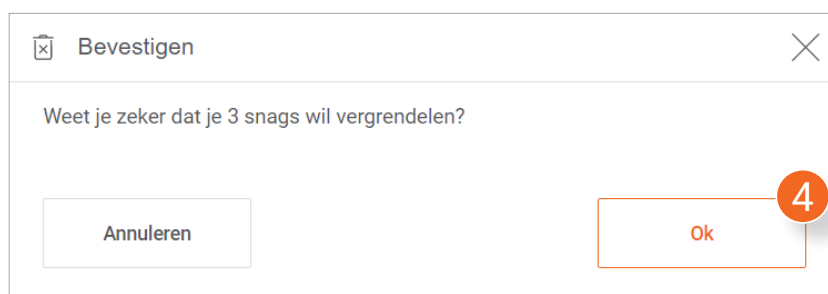 Bevestigen
Weet je zeker dat je 3 snags wil vergrendelen?
4
Annuleren
Ok